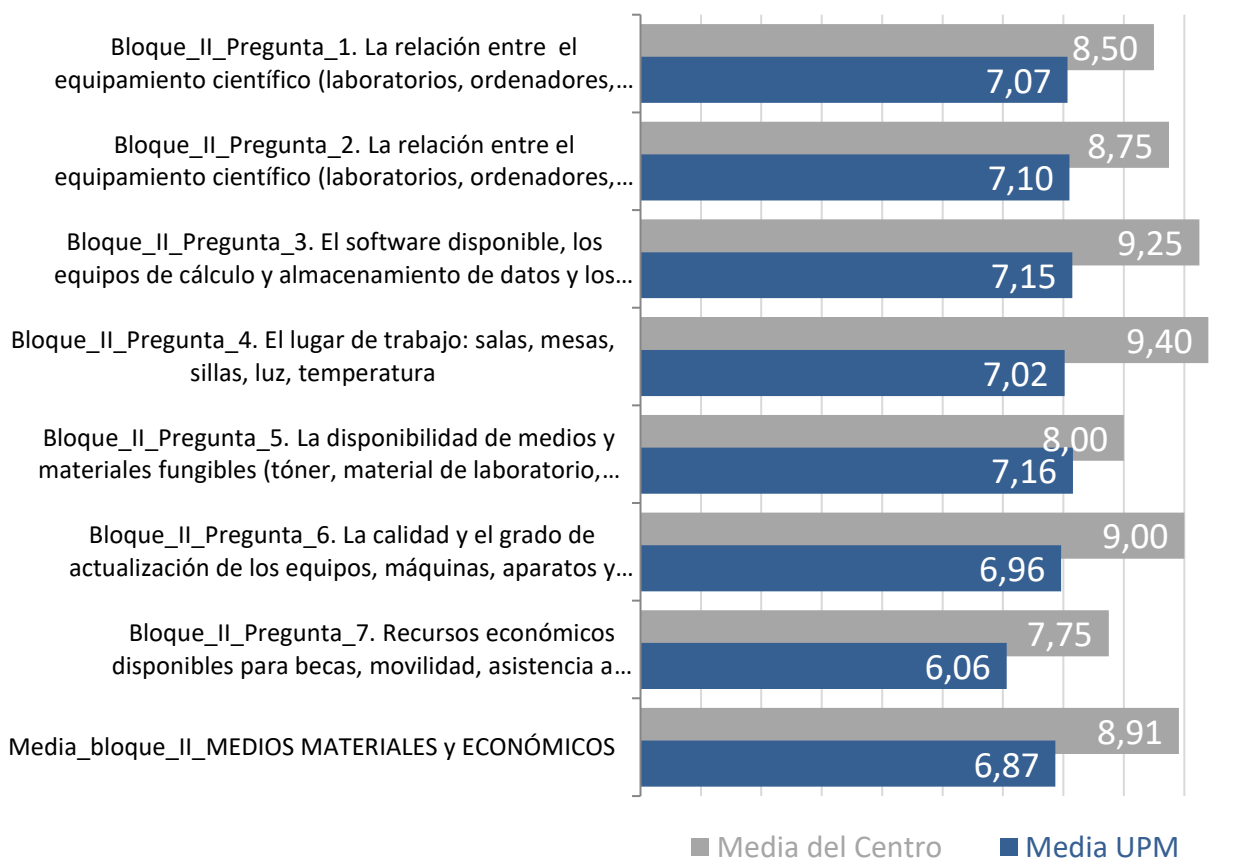 Bloque_II_Pregunta_1. La relación entre  el
equipamiento científico (laboratorios, ordenadores,…
8,50
7,07
Bloque_II_Pregunta_2. La relación entre el
equipamiento científico (laboratorios, ordenadores,…
8,75
7,10
Bloque_II_Pregunta_3. El software disponible, los
equipos de cálculo y almacenamiento de datos y los…
9,25
7,15
Bloque_II_Pregunta_4. El lugar de trabajo: salas, mesas,
sillas, luz, temperatura
9,40
7,02
Bloque_II_Pregunta_5. La disponibilidad de medios y
materiales fungibles (tóner, material de laboratorio,…
8,00
7,16
Bloque_II_Pregunta_6. La calidad y el grado de
actualización de los equipos, máquinas, aparatos y…
9,00
6,96
Bloque_II_Pregunta_7. Recursos económicos
disponibles para becas, movilidad, asistencia a…
7,75
6,06
Media_bloque_II_MEDIOS MATERIALES y ECONÓMICOS
8,91
6,87
Media del Centro
Media UPM